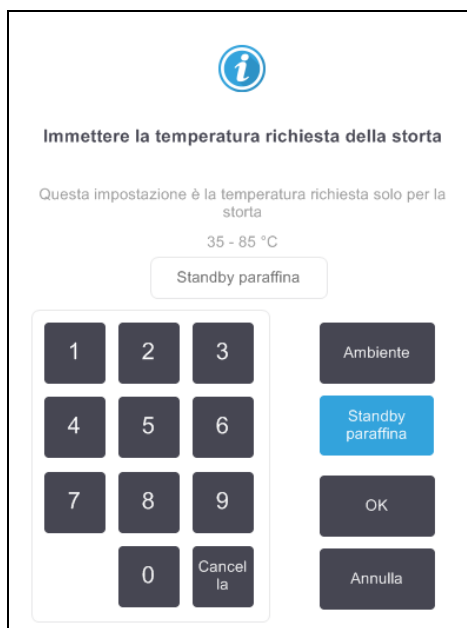 i
Immettere la temperatura richiesta della storta
Questa impostazione è la temperatura richiesta solo per la
storta
35 - 85 °C
Standby paraffina
1 2 3 Ambiente
4 5 6 Standby
paraffina
7 8 9 OK
0 Cancel
la Annulla